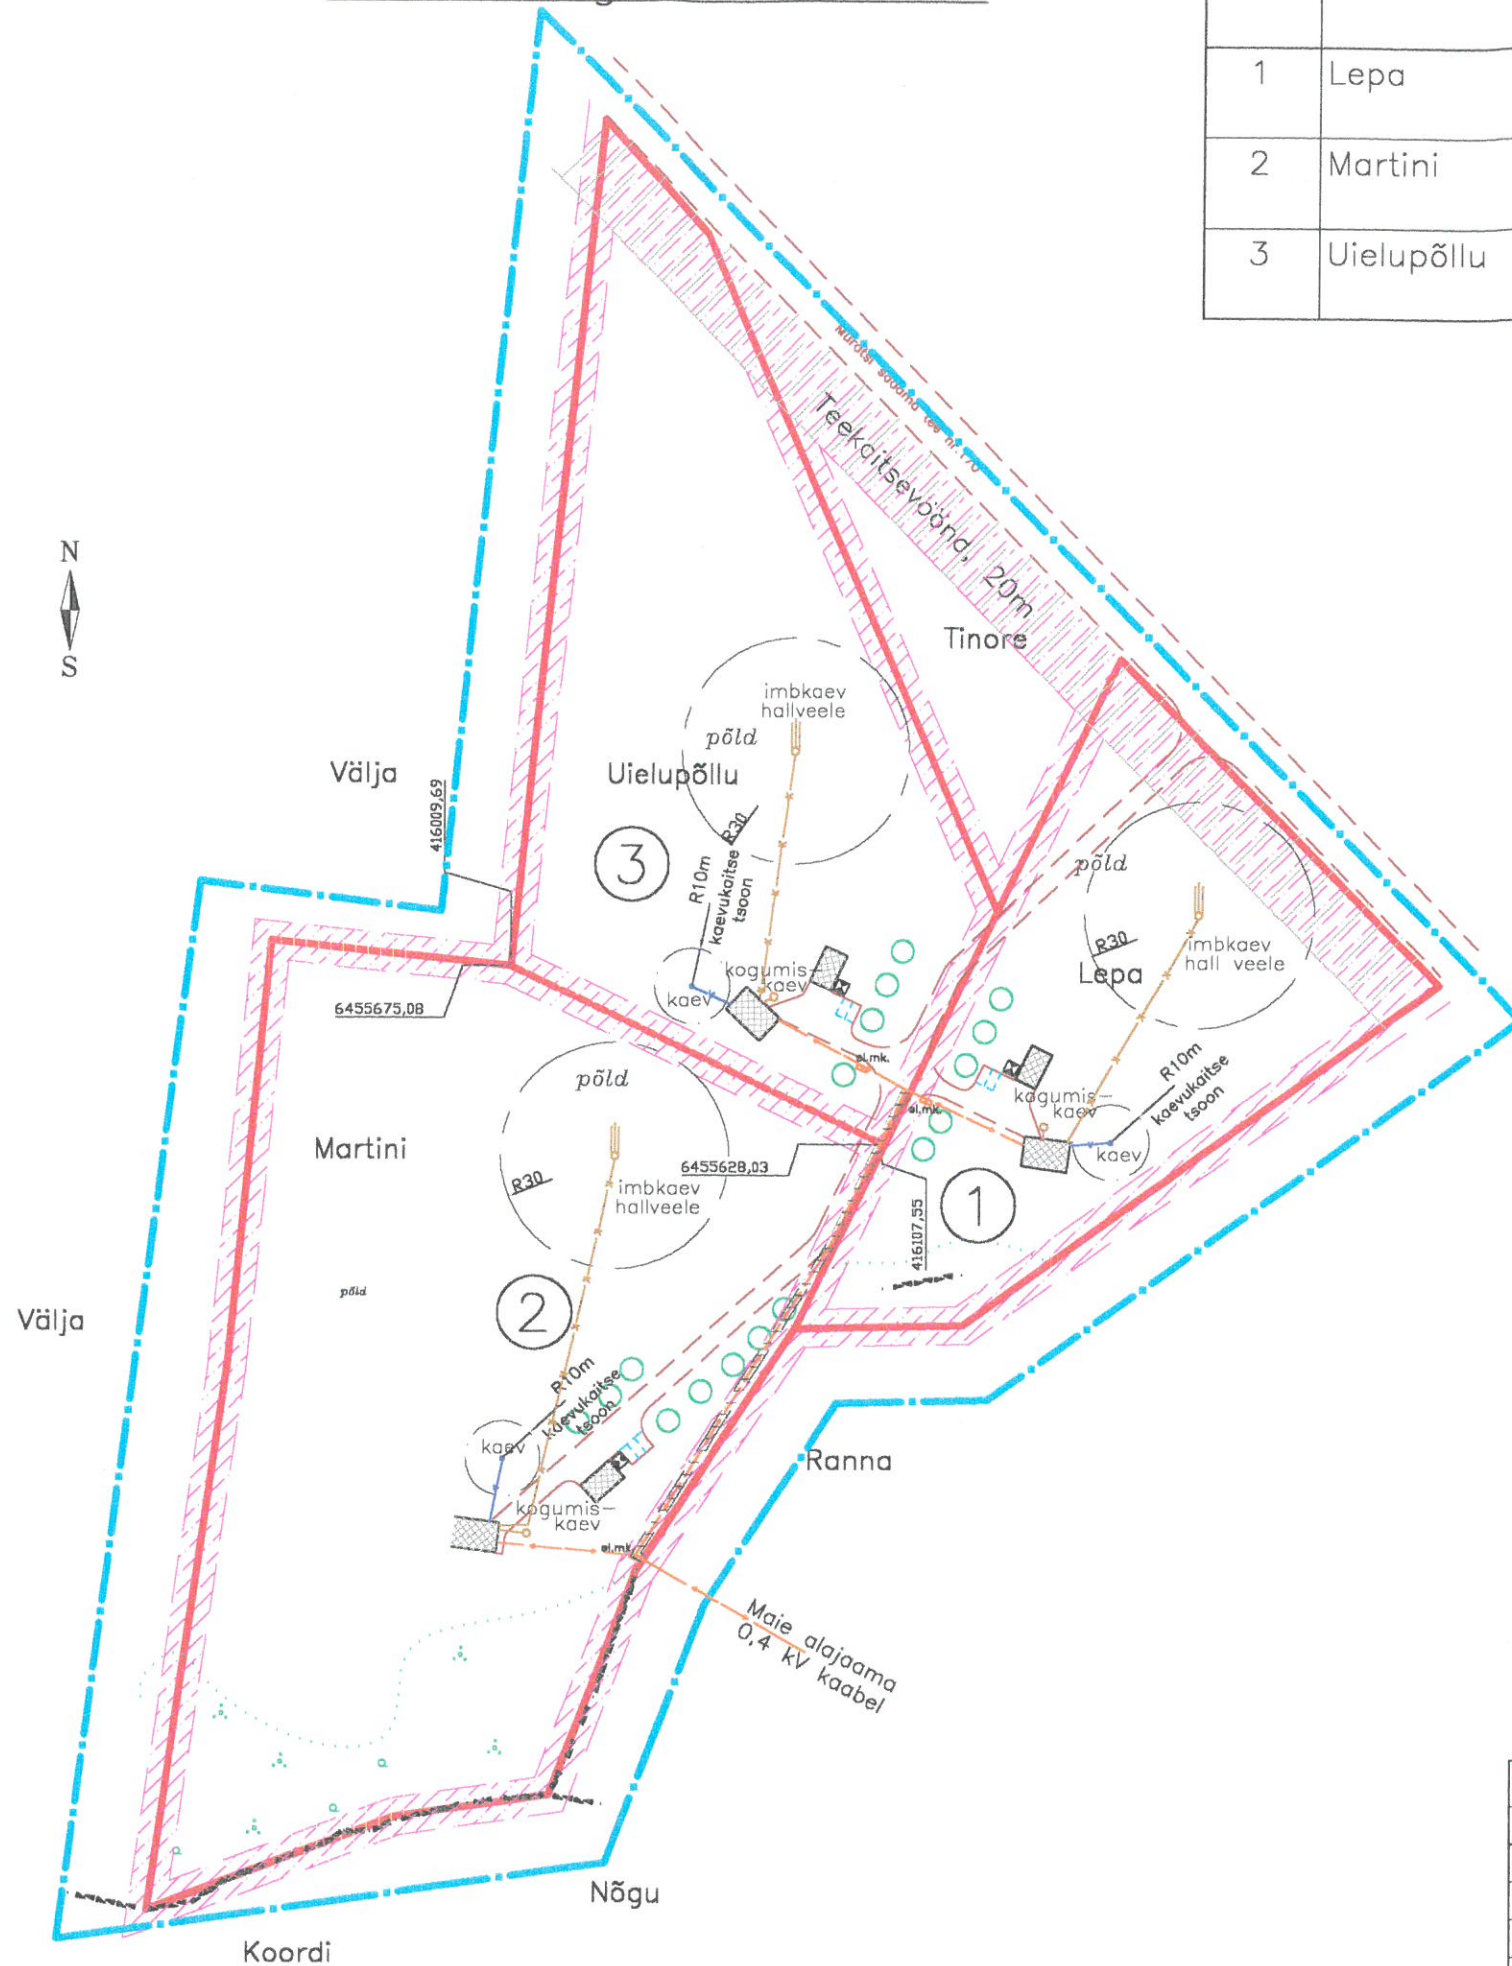 1 Lepa
2 Martini
3 Uielupõllu
Teekaitsevöönd, 20m
N
S
Tinore
imbkaev
hallveele
põld
Välja
Uielupõllu
416009,69
R30
3
R10m
kaevukaitse
tsoon
põld
R30
imbkaev
hall veele
Lepa
kogumis-
kaev
kaev
6455675,08
el.mk.
R10m
kaevukaitse
tsoon
kogumis-
kaev
el.mk.
kaev
põld
Martini
6455628,03
R30
imbkaev
hallveele
1
416107,55
põld
2
Välja
R10m
kaevukaitse
tsoon
kaev
Ranna
kogumis-
kaev
el.mk.
Maie alajaama
0,4 kV kaabel
Nõgu
Koordi